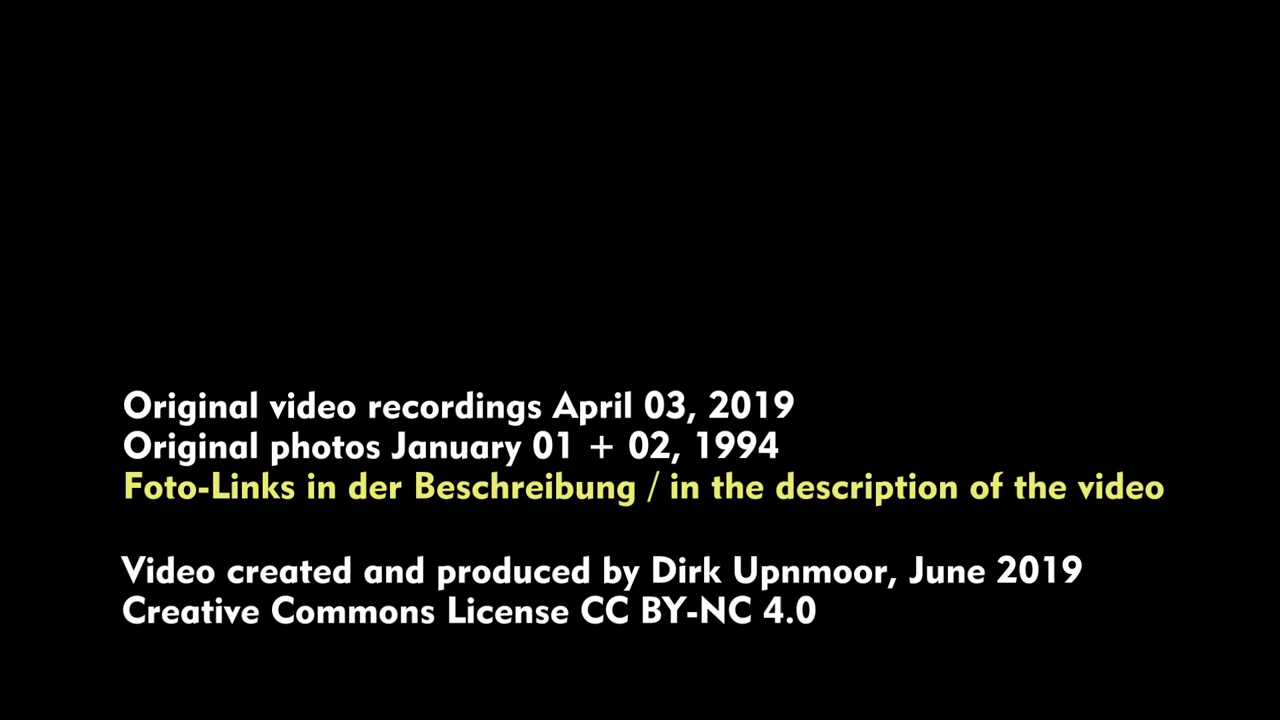 Original video recordings April 03, 2019
Original photos January 01 + 02, 1994
Foto-Links in der Beschreibung / in the description of the video
Video created and produced by Dirk Upnmoor, June 2019
Creative Commons License CC BY-NC 4.0